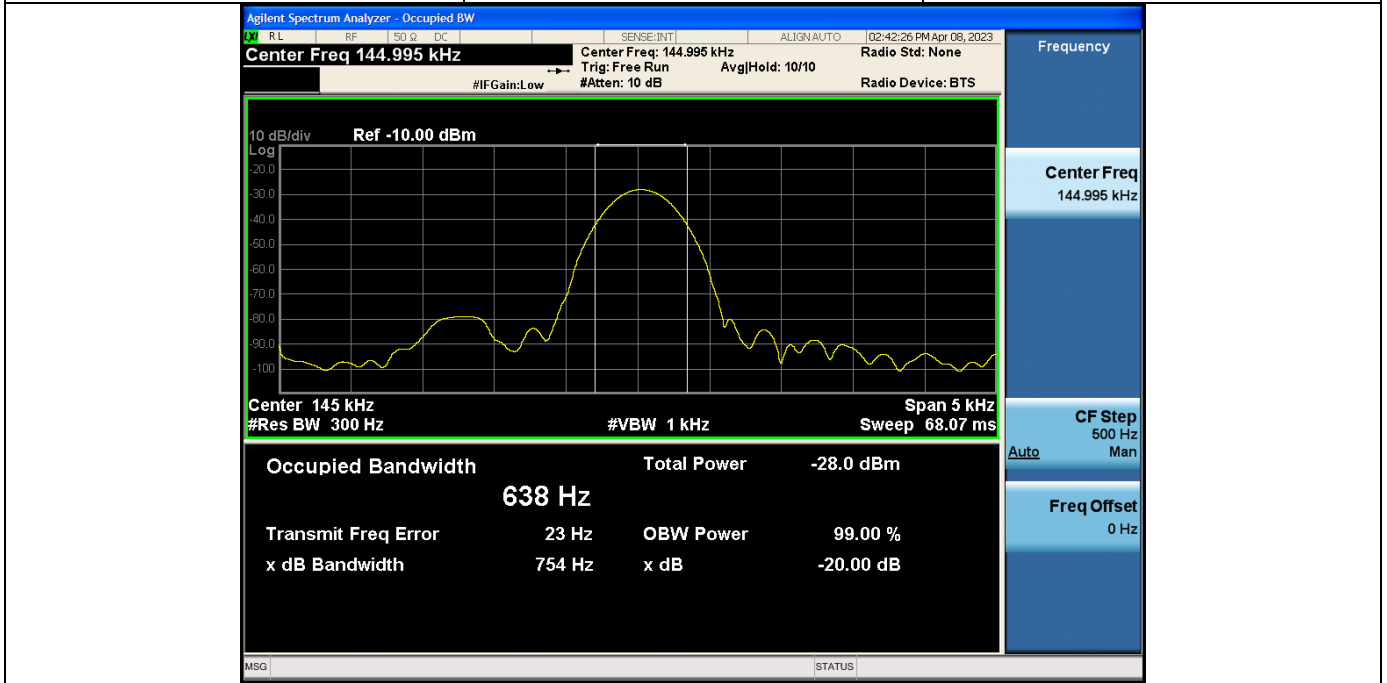 Agilent Spectrum Analyzer - Occupied BW
LXI RL RF 50 Ω DC SENSE:INT ALIGN AUTO 02:42:26 PM Apr 08, 2023
Center Freq 144.995 kHz Center Freq: 144.995 kHz Radio Std: None
Trig: Free Run Avg|Hold: 10/10
#IFGain:Low #Atten: 10 dB Radio Device: BTS
Frequency
10 dB/div Ref -10.00 dBm
Log
-20.0
-30.0
-40.0
-50.0
-60.0
-70.0
-80.0
-90.0
-100
Center 145 kHz Span 5 kHz
#Res BW 300 Hz #VBW 1 kHz Sweep 68.07 ms
Center Freq
144.995 kHz
CF Step
500 Hz
Auto Man
Freq Offset
0 Hz
Occupied Bandwidth Total Power -28.0 dBm
638 Hz
Transmit Freq Error 23 Hz OBW Power 99.00 %
x dB Bandwidth 754 Hz x dB -20.00 dB
MSG STATUS